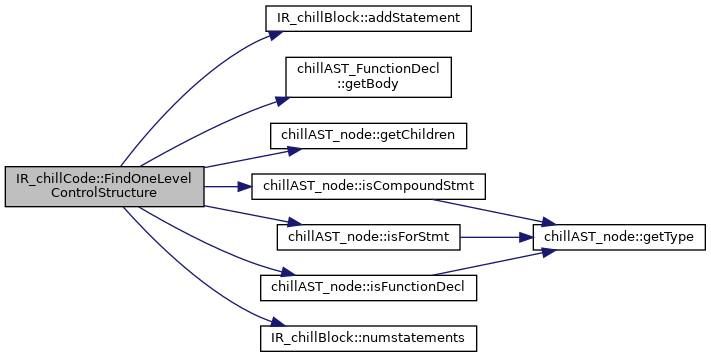 IR_chillBlock::addStatement
chillAST_FunctionDecl
::getBody
chillAST_node::getChildren
IR_chillCode::FindOneLevel
ControlStructure
chillAST_node::isCompoundStmt
chillAST_node::isForStmt
chillAST_node::getType
chillAST_node::isFunctionDecl
IR_chillBlock::numstatements